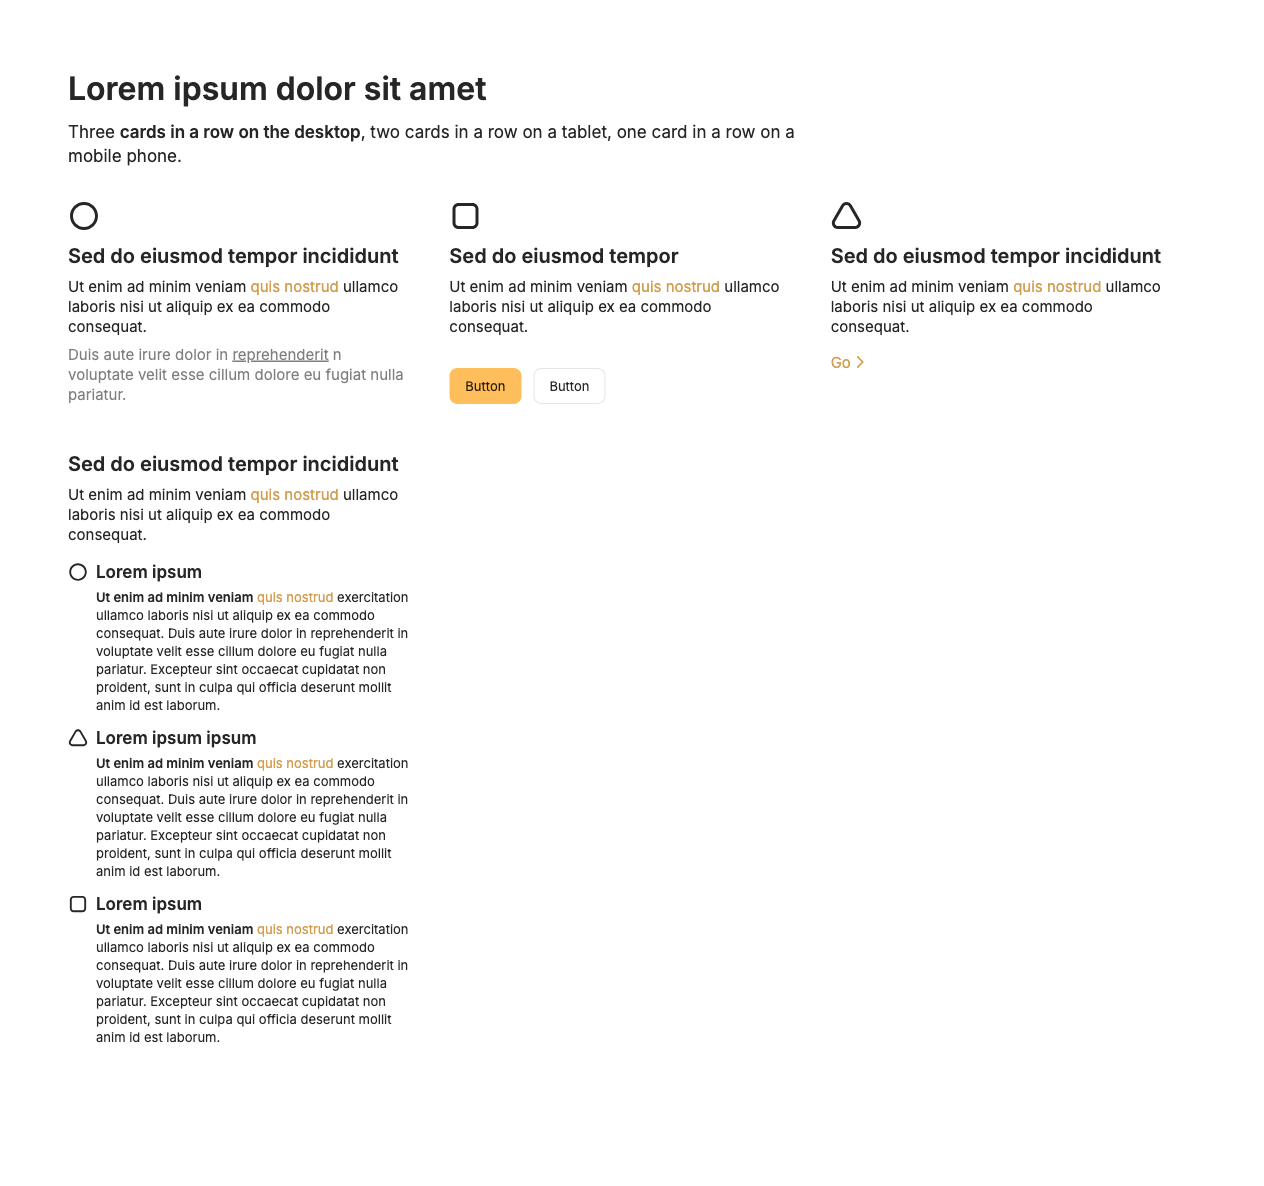 Lorem ipsum dolor sit amet
Three cards in a row on the desktop, two cards in a row on a tablet, one card in a row on a
mobile phone.
Sed do eiusmod tempor incididunt
Ut enim ad minim veniam quis nostrud ullamco
laboris nisi ut aliquip ex ea commodo
consequat.
Duis aute irure dolor in reprehenderit n
voluptate velit esse cillum dolore eu fugiat nulla
pariatur.
Sed do eiusmod tempor
Ut enim ad minim veniam quis nostrud ullamco
laboris nisi ut aliquip ex ea commodo
consequat.
Button Button
Sed do eiusmod tempor incididunt
Ut enim ad minim veniam quis nostrud ullamco
laboris nisi ut aliquip ex ea commodo
consequat.
Go
Sed do eiusmod tempor incididunt
Ut enim ad minim veniam quis nostrud ullamco
laboris nisi ut aliquip ex ea commodo
consequat.
Lorem ipsum
Ut enim ad minim veniam quis nostrud exercitation
ullamco laboris nisi ut aliquip ex ea commodo
consequat. Duis aute irure dolor in reprehenderit in
voluptate velit esse cillum dolore eu fugiat nulla
pariatur. Excepteur sint occaecat cupidatat non
proident, sunt in culpa qui officia deserunt mollit
anim id est laborum.
Lorem ipsum ipsum
Ut enim ad minim veniam quis nostrud exercitation
ullamco laboris nisi ut aliquip ex ea commodo
consequat. Duis aute irure dolor in reprehenderit in
voluptate velit esse cillum dolore eu fugiat nulla
pariatur. Excepteur sint occaecat cupidatat non
proident, sunt in culpa qui officia deserunt mollit
anim id est laborum.
Lorem ipsum
Ut enim ad minim veniam quis nostrud exercitation
ullamco laboris nisi ut aliquip ex ea commodo
consequat. Duis aute irure dolor in reprehenderit in
voluptate velit esse cillum dolore eu fugiat nulla
pariatur. Excepteur sint occaecat cupidatat non
proident, sunt in culpa qui officia deserunt mollit
anim id est laborum.